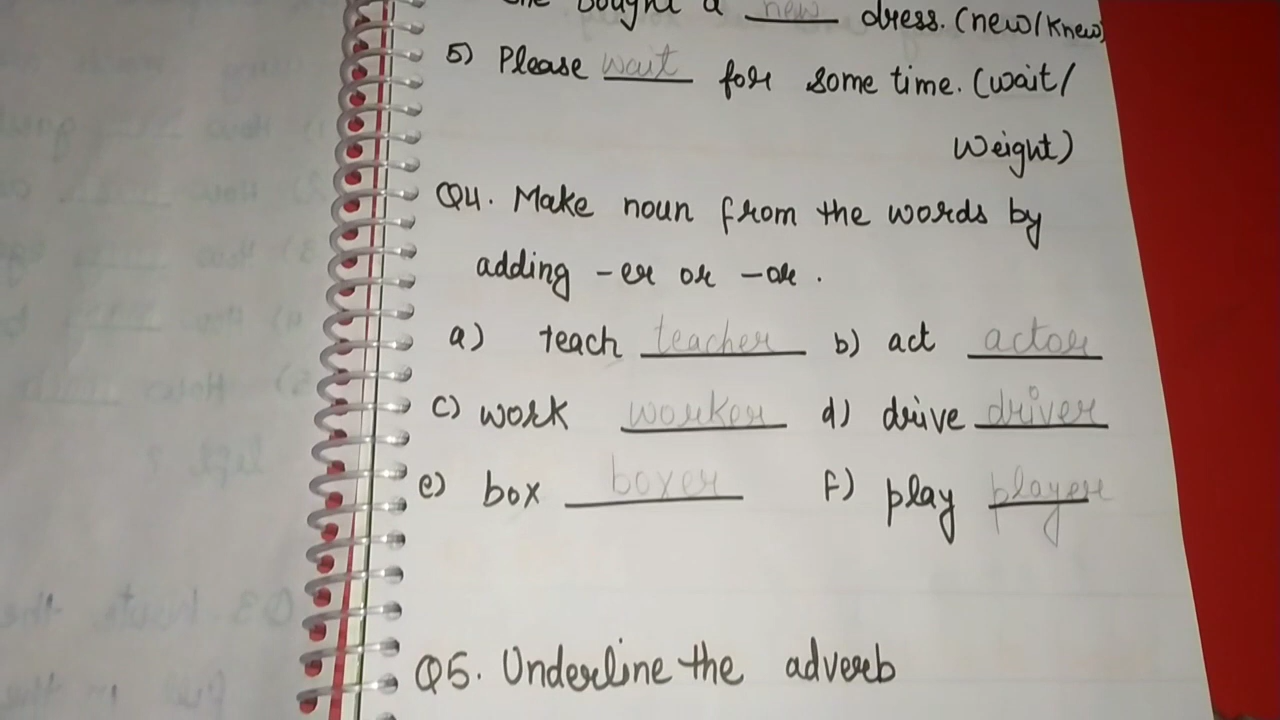 bought a new dress. (new/knew)
5) Please wait for some time. (wait/
weight)
Q4. Make noun from the words by
adding -er or -or.
a) teach teacher b) act actor
c) work worker d) drive driver
e) box boxer f) play player
Q5. Underline the adverb